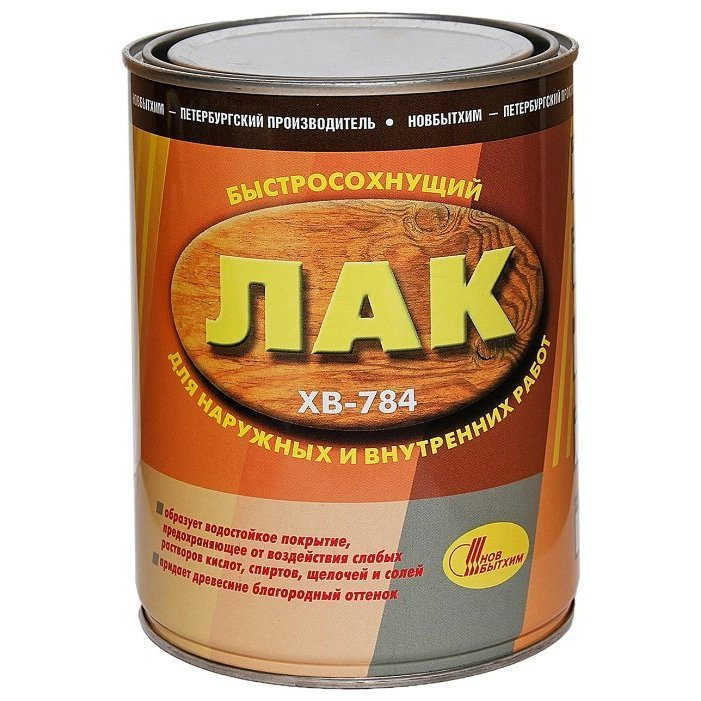 НОВБЫТХИМ — ПЕТЕРБУРГСКИЙ ПРОИЗВОДИТЕЛЬ • НОВБЫТХИМ — ПЕТЕРБУРГСКИЙ
БЫСТРОСОХНУЩИЙ
ЛАК
ХВ-784
ДЛЯ НАРУЖНЫХ И ВНУТРЕННИХ РАБОТ
образует водостойкое покрытие,
предохраняющее от воздействия слабых
растворов кислот, спиртов, щелочей и солей
придает древесине благородный оттенок
НОВ
БЫТХИМ